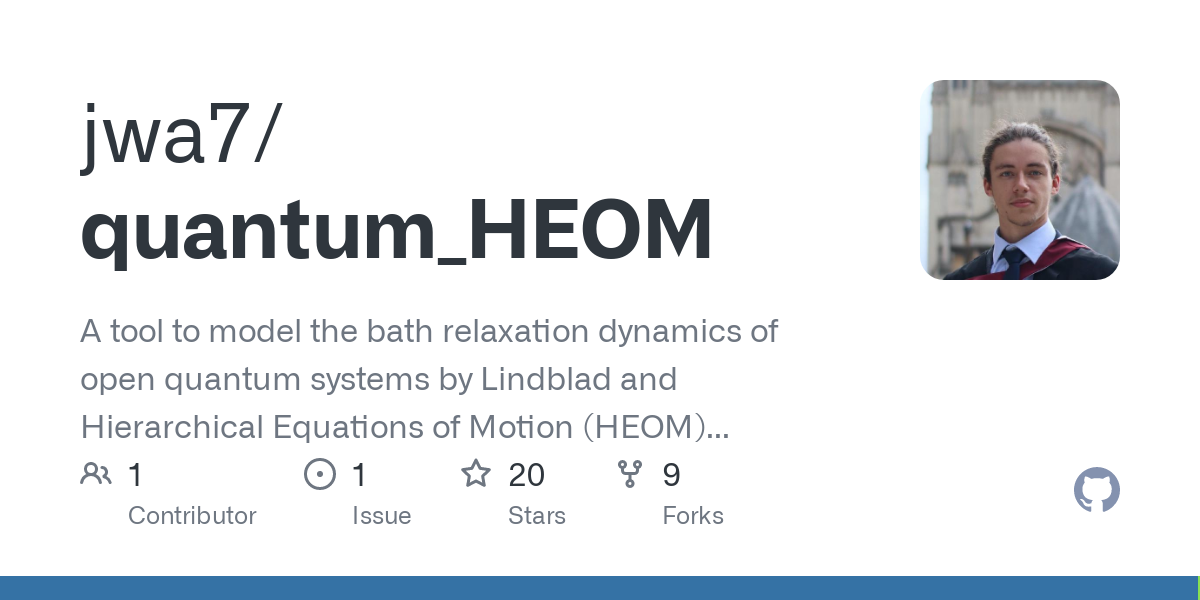 jwa7/
quantum_HEOM
A tool to model the bath relaxation dynamics of
open quantum systems by Lindblad and
Hierarchical Equations of Motion (HEOM)...
1 1 20 9
Contributor Issue Stars Forks